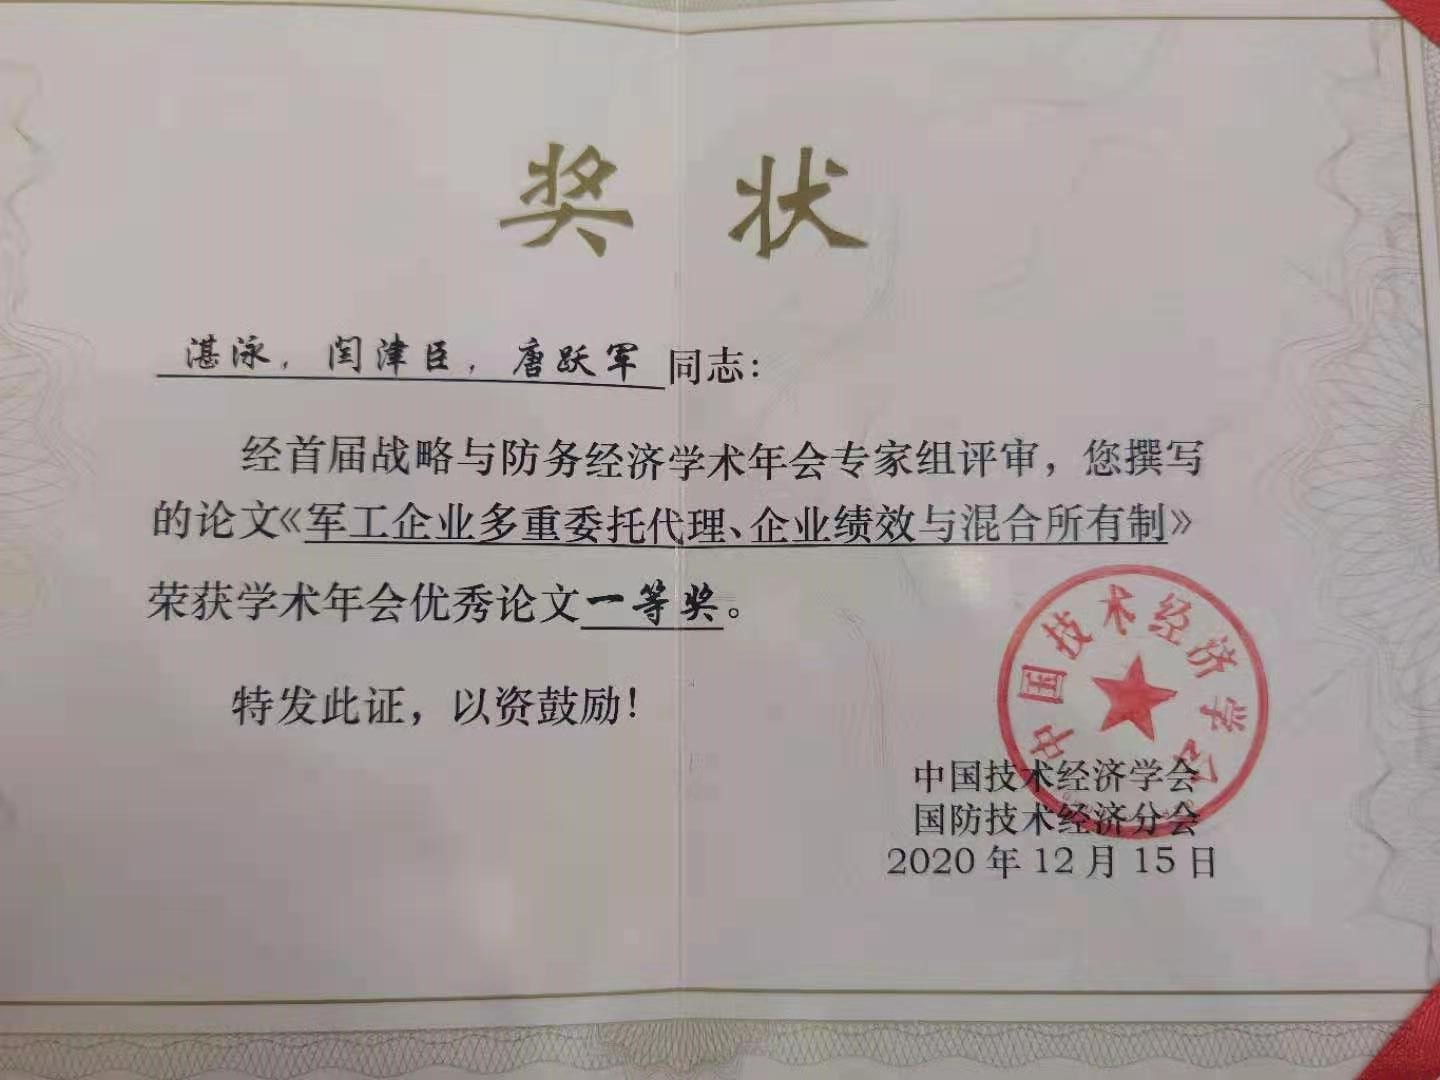 奖 状
湛泳，闫津臣，唐跃军同志：
经首届战略与防务经济学术年会专家组评审，您撰写
的论文《军工企业多重委托代理、企业绩效与混合所有制》
荣获学术年会优秀论文一等奖。
特发此证，以资鼓励！
中国技术经济学会
中国技术经济学会
国防技术经济分会
2020年12月15日